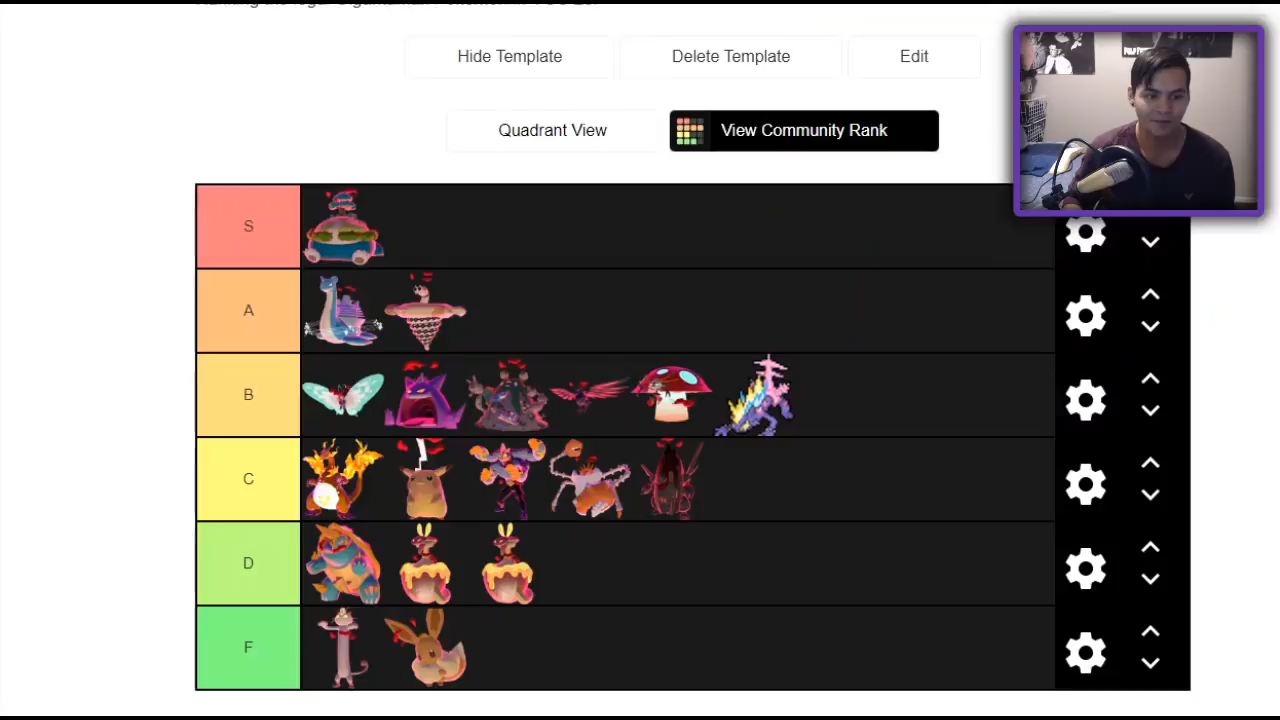 Hide Template
Delete Template
Edit
Quadrant View
View Community Rank
S
A
B
C
D
F